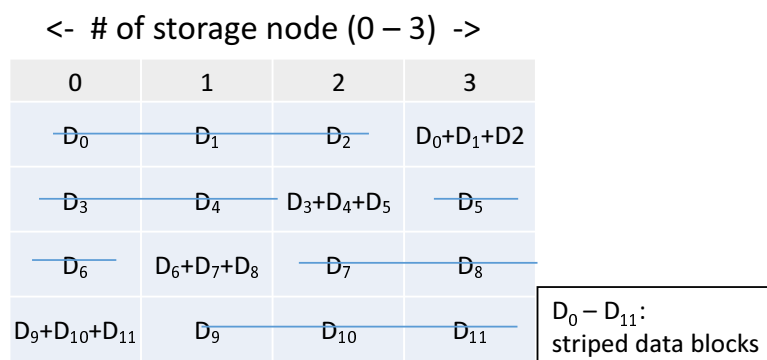 <- # of storage node (0 – 3) ->
0 1 2 3
D₀ D₁ D₂ D₀+D₁+D2
D₃ D₄ D₃+D₄+D₅ D₅
D₆ D₆+D₇+D₈ D₇ D₈
D₉+D₁₀+D₁₁ D₉ D₁₀ D₁₁
D₀ – D₁₁:
striped data blocks